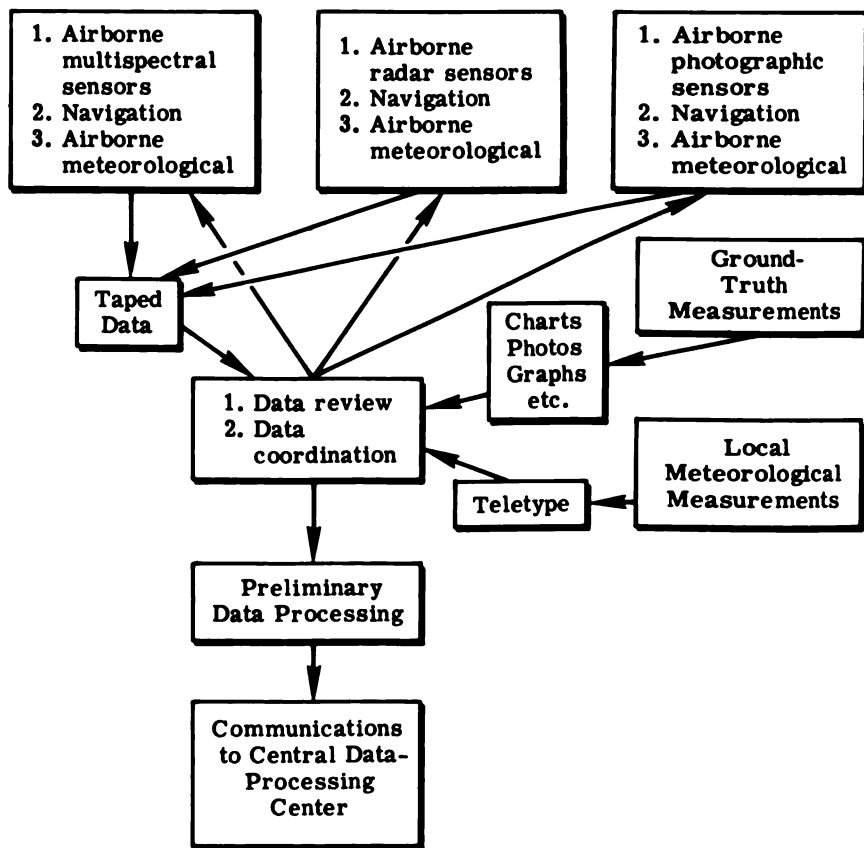 1. Airborne
multispectral
sensors
2. Navigation
3. Airborne
meteorological
1. Airborne
radar sensors
2. Navigation
3. Airborne
meteorological
1. Airborne
photographic
sensors
2. Navigation
3. Airborne
meteorological
Taped
Data
Ground-
Truth
Measurements
Charts
Photos
Graphs
etc.
1. Data review
2. Data
coordination
Local
Meteorological
Measurements
Teletype
Preliminary
Data Processing
Communications
to Central Data-
Processing
Center